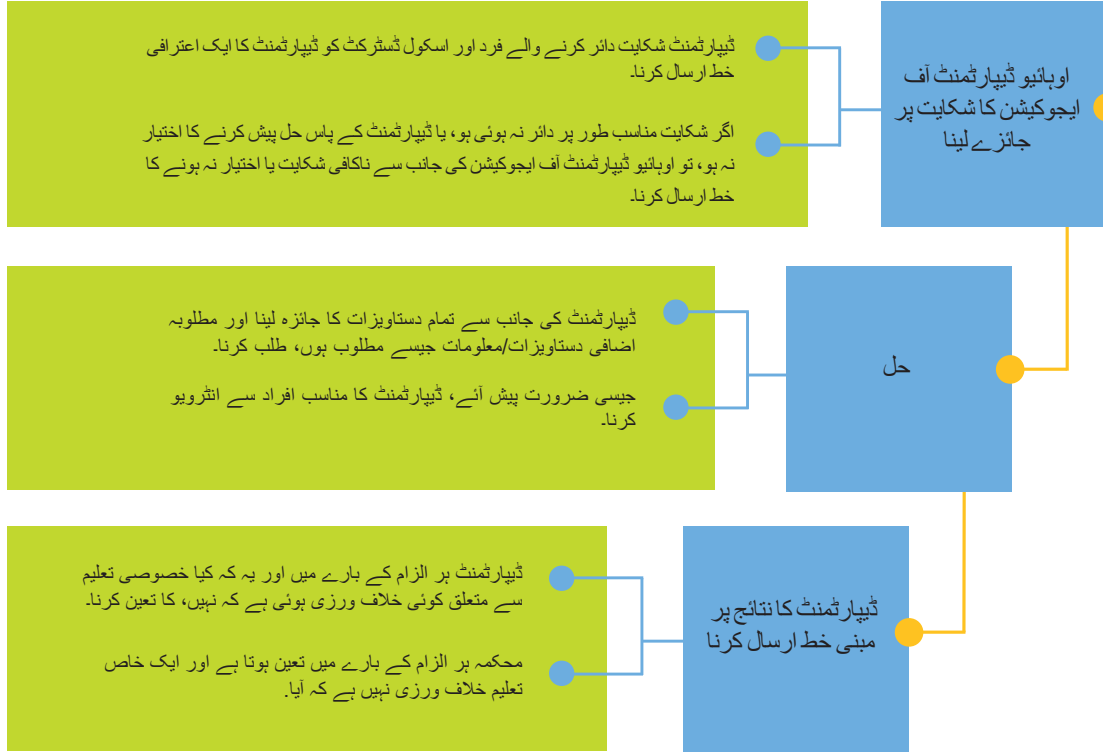 اوہائیو ڈیپارٹمنٹ آف
ایجوکیشن کا شکایت پر
جائزے لینا
ڈیپارٹمنٹ شکایت دائر کرنے والے فرد اور اسکول ڈسٹرکٹ کو ڈیپارٹمنٹ کا ایک اعترافی
خط ارسال کرنا۔
اگر شکایت مناسب طور پر دائر نہ ہوئی ہو، یا ڈیپارٹمنٹ کے پاس حل پیش کرنے کا اختیار
نہ ہو، تو اوہائیو ڈیپارٹمنٹ آف ایجوکیشن کی جانب سے ناکافی شکایت یا اختیار نہ ہونے کا
خط ارسال کرنا۔
حل
ڈیپارٹمنٹ کی جانب سے تمام دستاویزات کا جائزہ لینا اور مطلوبہ
اضافی دستاویزات/معلومات جیسے مطلوب ہوں، طلب کرنا۔
جیسی ضرورت پیش آئے، ڈیپارٹمنٹ کا مناسب افراد سے انٹرویو
کرنا۔
ڈیپارٹمنٹ کا نتائج پر
مبنی خط ارسال کرنا
ڈیپارٹمنٹ ہر الزام کے بارے میں اور یہ کہ کیا خصوصی تعلیم
سے متعلق کوئی خلاف ورزی ہوئی ہے کہ نہیں، کا تعین کرنا۔
محکمہ ہر الزام کے بارے میں تعین ہوتا ہے اور ایک خاص
تعلیم خلاف ورزی نہیں ہے کہ آیا.